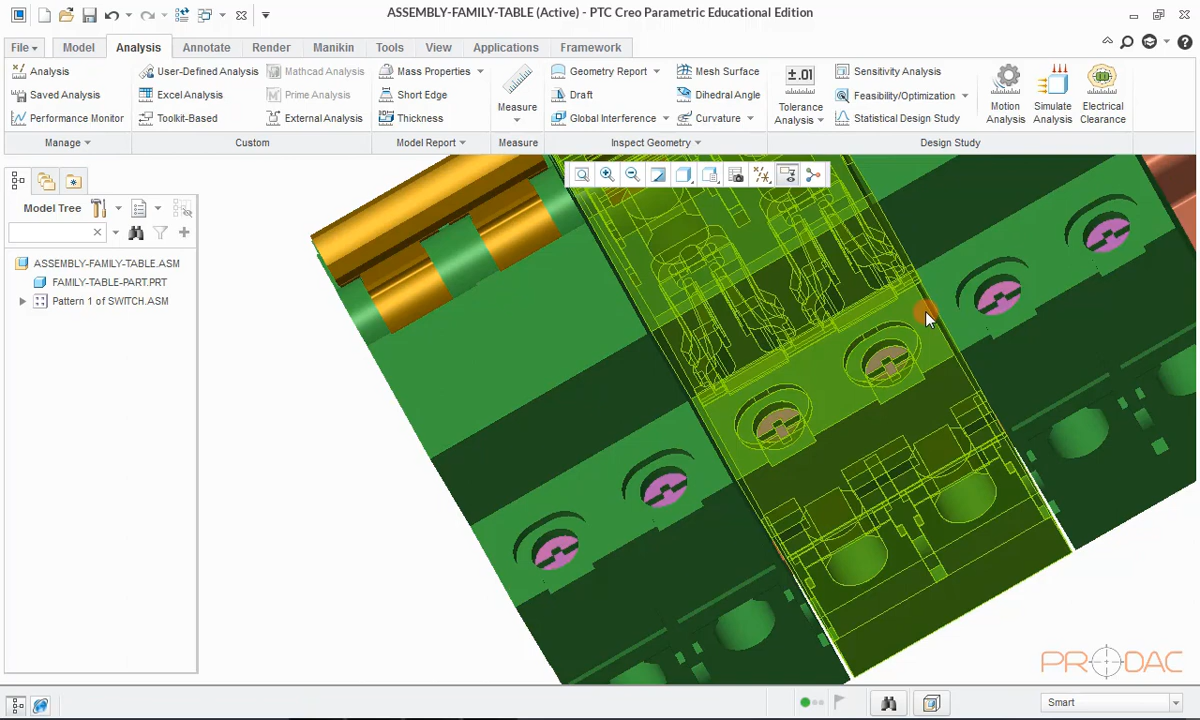 ASSEMBLY-FAMILY-TABLE (Active) - PTC Creo Parametric Educational Edition
File Model Analysis Annotate Render Manikin Tools View Applications Framework
Analysis
Saved Analysis
Performance Monitor
Manage
User-Defined Analysis
Excel Analysis
Toolkit-Based
Mathcad Analysis
Prime Analysis
External Analysis
Custom
Mass Properties
Short Edge
Thickness
Model Report
Measure
Measure
Geometry Report
Draft
Global Interference
Mesh Surface
Dihedral Angle
Curvature
Inspect Geometry
±.01
Tolerance
Analysis
Sensitivity Analysis
Feasibility/Optimization
Statistical Design Study
Motion
Analysis
Simulate
Analysis
Electrical
Clearance
Design Study
Model Tree
ASSEMBLY-FAMILY-TABLE.ASM
FAMILY-TABLE-PART.PRT
Pattern 1 of SWITCH.ASM
PRODAC
Smart